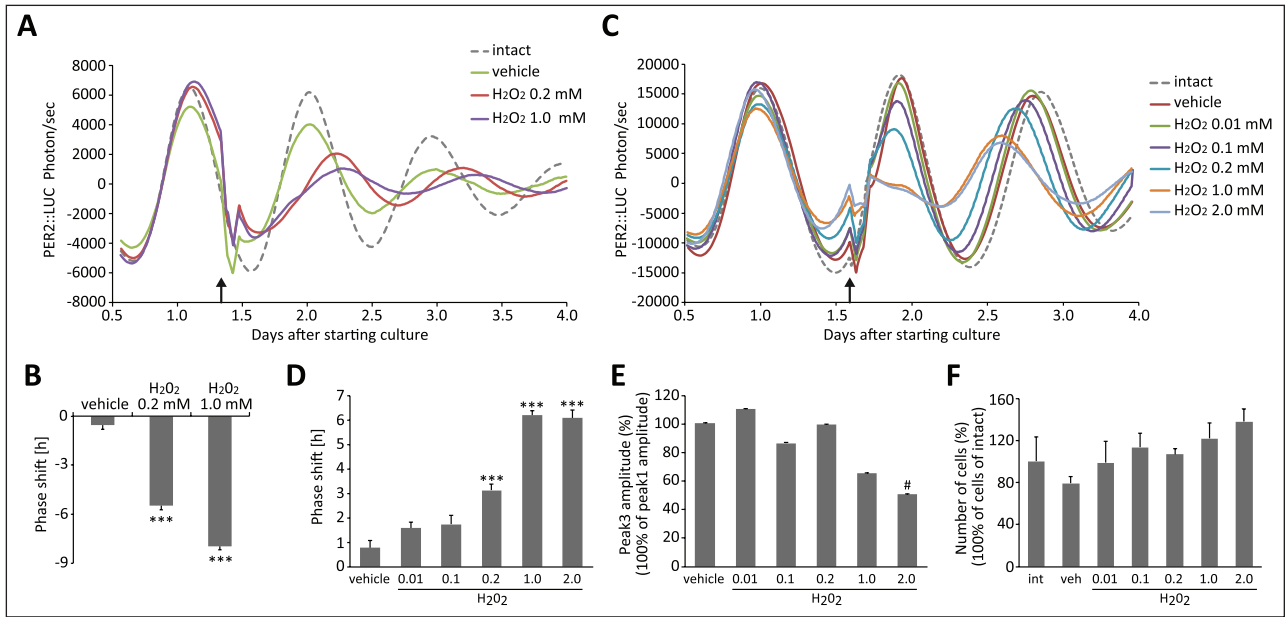 A
intact
vehicle
H2O2 0.2 mM
H2O2 1.0 mM
PER2::LUC Photon/sec
8000
6000
4000
2000
0
-2000
-4000
-6000
-8000
0.5 1.0 1.5 2.0 2.5 3.0 3.5 4.0
Days after starting culture
C
intact
vehicle
H2O2 0.01 mM
H2O2 0.1 mM
H2O2 0.2 mM
H2O2 1.0 mM
H2O2 2.0 mM
PER2::LUC Photon/sec
20000
15000
10000
5000
0
-5000
-10000
-15000
-20000
0.5 1.0 1.5 2.0 2.5 3.0 3.5 4.0
Days after starting culture
B
vehicle
H2O2
0.2 mM
H2O2
1.0 mM
Phase shift [h]
0
-3
-6
-9
***
***
D
Phase shift [h]
7
6
5
4
3
2
1
0
***
***
***
vehicle 0.01 0.1 0.2 1.0 2.0
H2O2
E
Peak3 amplitude (%)
(100% of peak1 amplitude)
120
100
80
60
40
20
0
#
vehicle 0.01 0.1 0.2 1.0 2.0
H2O2
F
Number of cells (%)
(100% of cells of intact)
160
120
80
40
0
int veh 0.01 0.1 0.2 1.0 2.0
H2O2